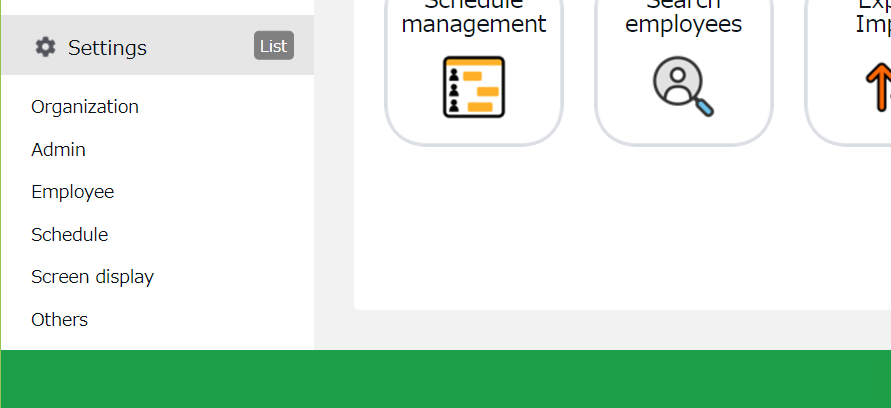 Settings
List
Organization
Admin
Employee
Schedule
Screen display
Others
Schedule
management
Search
employees